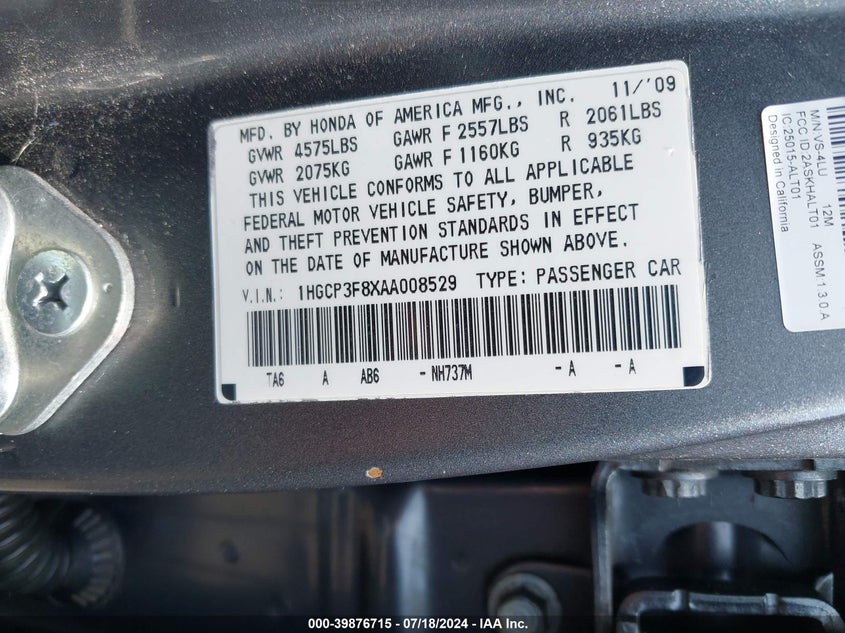 MFD. BY HONDA OF AMERICA MFG., INC. 11/'09
GVWR 4575LBS GAWR F 2557LBS R 2061LBS
GVWR 2075KG GAWR F 1160KG R 935KG
THIS VEHICLE CONFORMS TO ALL APPLICABLE
FEDERAL MOTOR VEHICLE SAFETY, BUMPER,
AND THEFT PREVENTION STANDARDS IN EFFECT
ON THE DATE OF MANUFACTURE SHOWN ABOVE.
V.I.N.: 1HGCP3F8XAA008529 TYPE: PASSENGER CAR
TA6 A AB6 - NH737M - A - A
M/N:VS-4LU 12M
FCC ID:2ASKHALT01 ASSM 1 3 0 A
IC:25015-ALT01
Designed in California
000-39876715 - 07/18/2024 - IAA Inc.